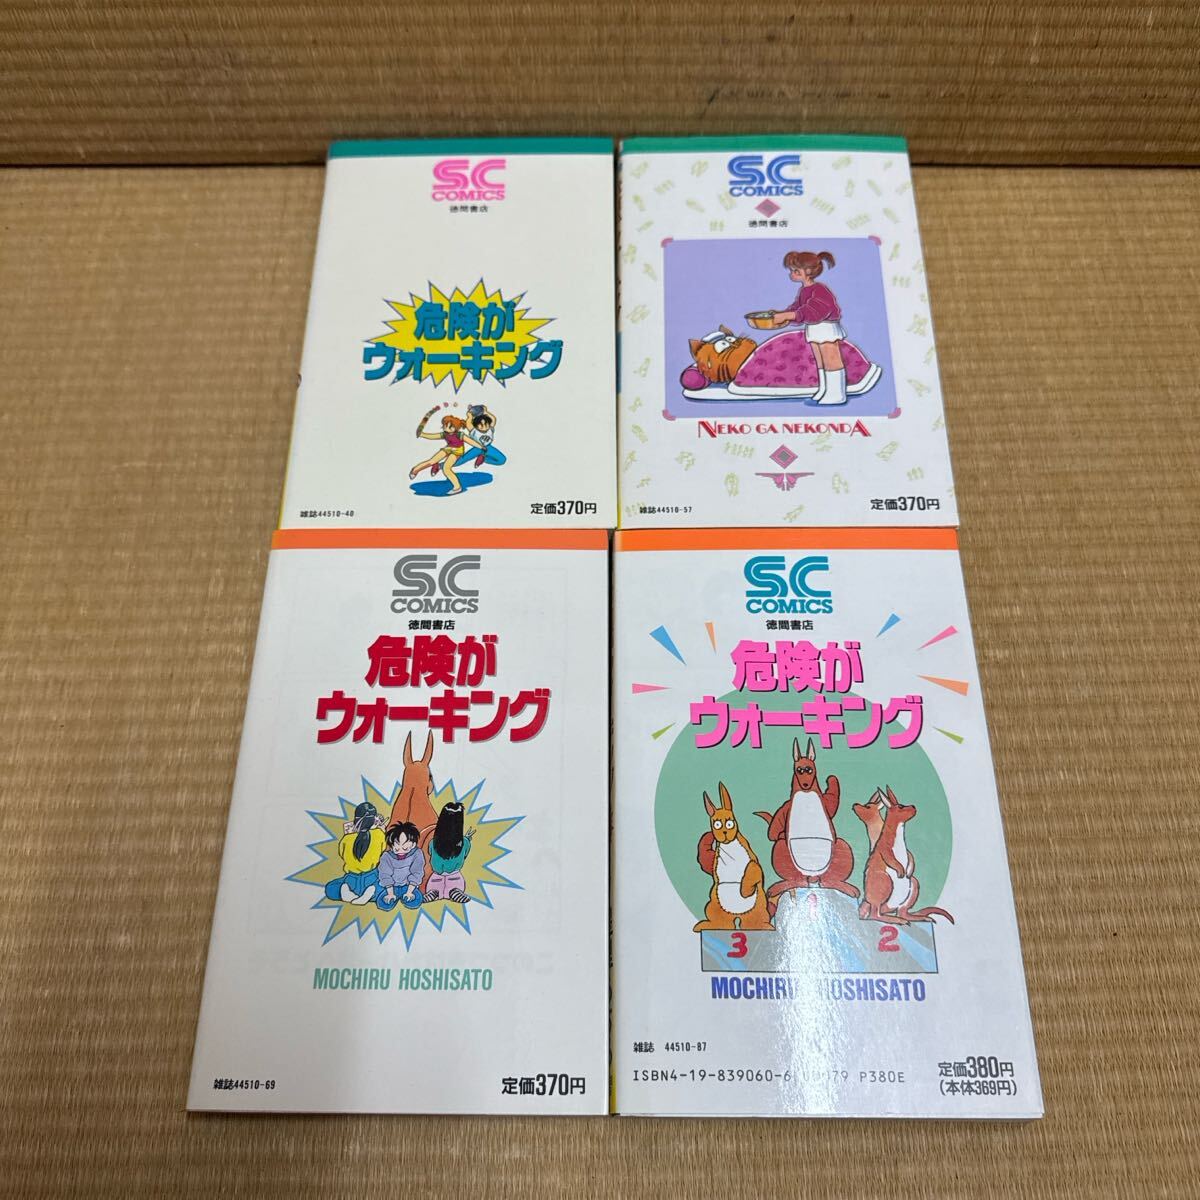 SC
COMICS
徳間書店
危険が
ウォーキング
雑誌44510-40
定価370円
SC
COMICS
徳間書店
NEKO GA NEKONDA
雑誌44510-57
定価370円
SC
COMICS
徳間書店
危険が
ウォーキング
MOCHIRU HOSHISATO
雑誌44510-69
定価370円
SC
COMICS
徳間書店
危険が
ウォーキング
1
3 2
MOCHIRU HOSHISATO
雑誌 44510-87
ISBN4-19-839060-6 P380E
定価380円
(本体369円)